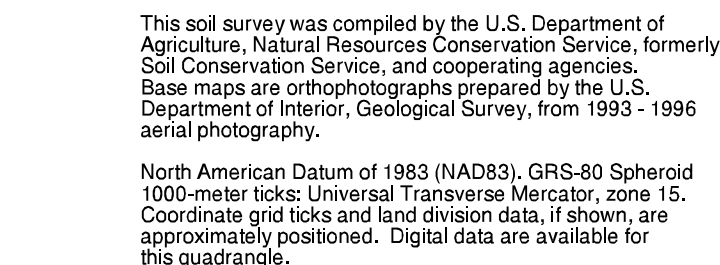 This soil survey was compiled by the U.S. Department of
Agriculture, Natural Resources Conservation Service, formerly
Soil Conservation Service, and cooperating agencies.
Base maps are orthophotographs prepared by the U.S.
Department of Interior, Geological Survey, from 1993 - 1996
aerial photography.
North American Datum of 1983 (NAD83). GRS-80 Spheroid
1000-meter ticks: Universal Transverse Mercator, zone 15.
Coordinate grid ticks and land division data, if shown, are
approximately positioned.  Digital data are available for
this quadrangle.